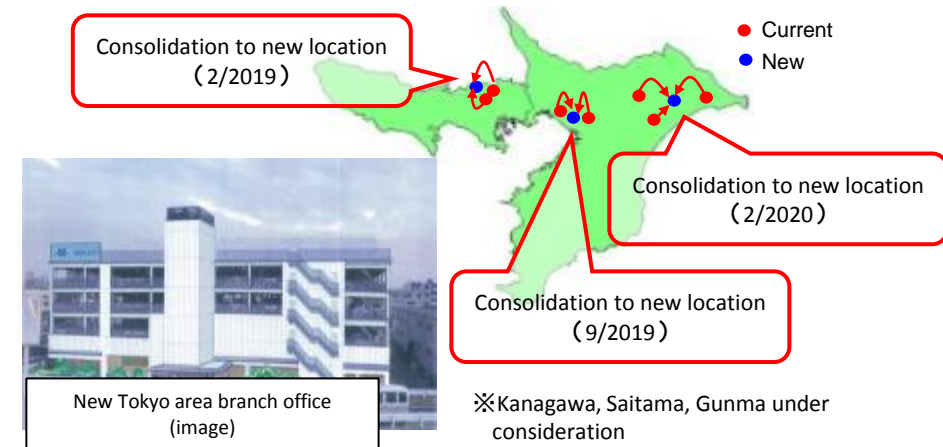 Consolidation to new location
（2/2019）
Current
New
Consolidation to new location
（2/2020）
Consolidation to new location
（9/2019）
New Tokyo area branch office
(image)
※Kanagawa, Saitama, Gunma under
consideration